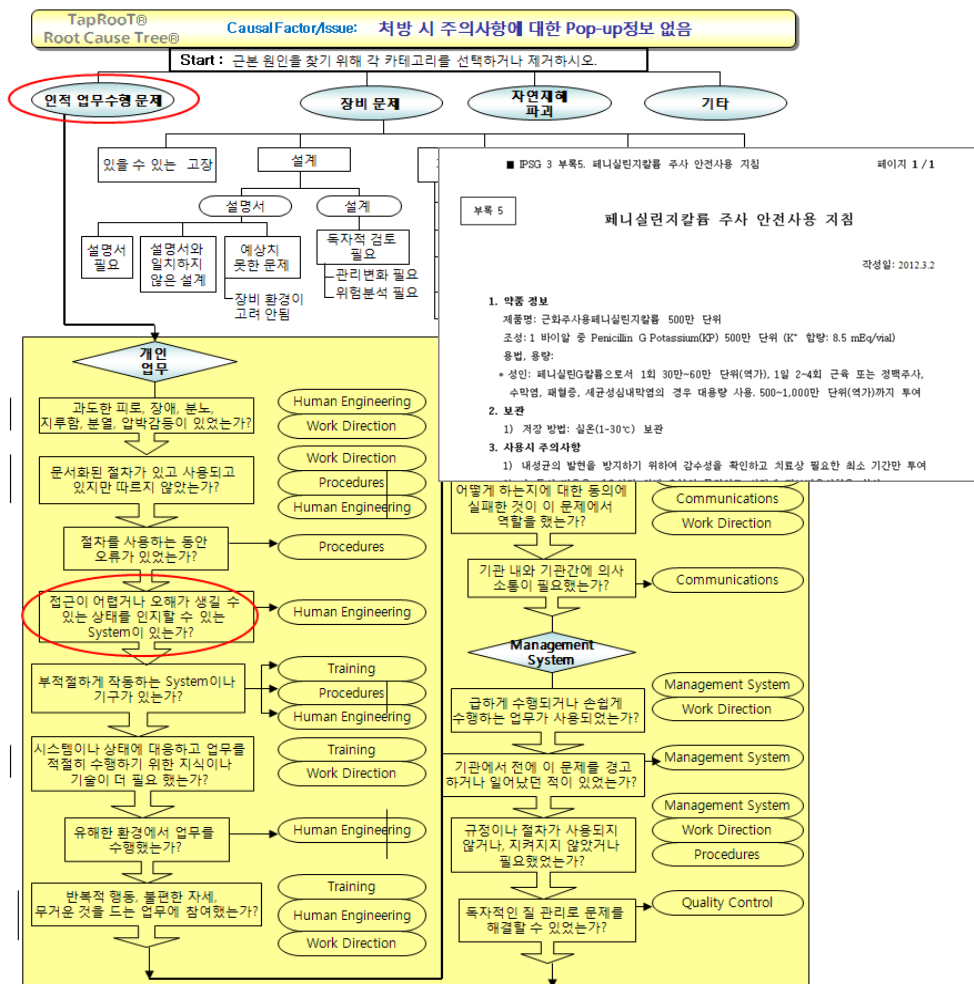 TapRooT®
Root Cause Tree®
CausalFactor/Issue: 처방 시 주의사항에 대한 Pop-up정보 없음
Start : 근본 원인을 찾기 위해 각 카테고리를 선택하거나 제거하시오.
인적 업무수행 문제
장비 문제
자연재해
파괴
기타
있을 수 있는 고장
설계
설명서
설계
설명서
필요
설명서와
일치하지
않은 설계
예상치
못한 문제
장비 환경이
고려 안됨
독자적 검토
필요
관리변화 필요
위험분석 필요
■ IPSG 3 부록5. 페니실린지칼륨 주사 안전사용 지침
페이지 1 / 1
부록 5
페니실린지칼륨 주사 안전사용 지침
작성일: 2012.3.2
1. 약품 정보
제품명: 근화주사용페니실린지칼륨 500만 단위
조성: 1 바이알 중 Penicillin G Potassium(KP) 500만 단위 (K⁺ 함량: 8.5 mEq/vial)
용법, 용량:
* 성인: 페니실린G칼륨으로서 1회 30만~60만 단위(역가), 1일 2~4회 근육 또는 정맥주사,
수막염, 패혈증, 세균성심내막염의 경우 대용량 사용. 500~1,000만 단위(역가)까지 투여
2. 보관
1) 저장 방법: 실온(1-30℃) 보관
3. 사용시 주의사항
1) 내성균의 발현을 방지하기 위하여 감수성을 확인하고 치료상 필요한 최소 기간만 투여
개인
업무
과도한 피로, 장애, 분노,
지루함, 분열, 압박감등이 있었는가?
Human Engineering
Work Direction
문서화된 절차가 있고 사용되고
있지만 따르지 않았는가?
Work Direction
Procedures
Human Engineering
절차를 사용하는 동안
오류가 있었는가?
Procedures
접근이 어렵거나 오해가 생길 수
있는 상태를 인지할 수 있는
System이 있는가?
Human Engineering
부적절하게 작동하는 System이나
기구가 있는가?
Training
Procedures
Human Engineering
시스템이나 상태에 대응하고 업무를
적절히 수행하기 위한 지식이나
기술이 더 필요 했는가?
Training
Work Direction
유해한 환경에서 업무를
수행했는가?
Human Engineering
반복적 행동, 불편한 자세,
무거운 것을 드는 업무에 참여했는가?
Training
Human Engineering
Work Direction
어떻게 하는지에 대한 동의에
실패한 것이 이 문제에서
역할을 했는가?
Communications
Work Direction
기관 내와 기관간에 의사
소통이 필요했는가?
Communications
Management
System
급하게 수행되거나 손쉽게
수행하는 업무가 사용되었는가?
Management System
Work Direction
기관에서 전에 이 문제를 경고
하거나 일어났던 적이 있었는가?
Management System
규정이나 절차가 사용되지
않거나, 지켜지지 않았거나
필요했었는가?
Management System
Work Direction
Procedures
독자적인 질 관리로 문제를
해결할 수 있었는가?
Quality Control